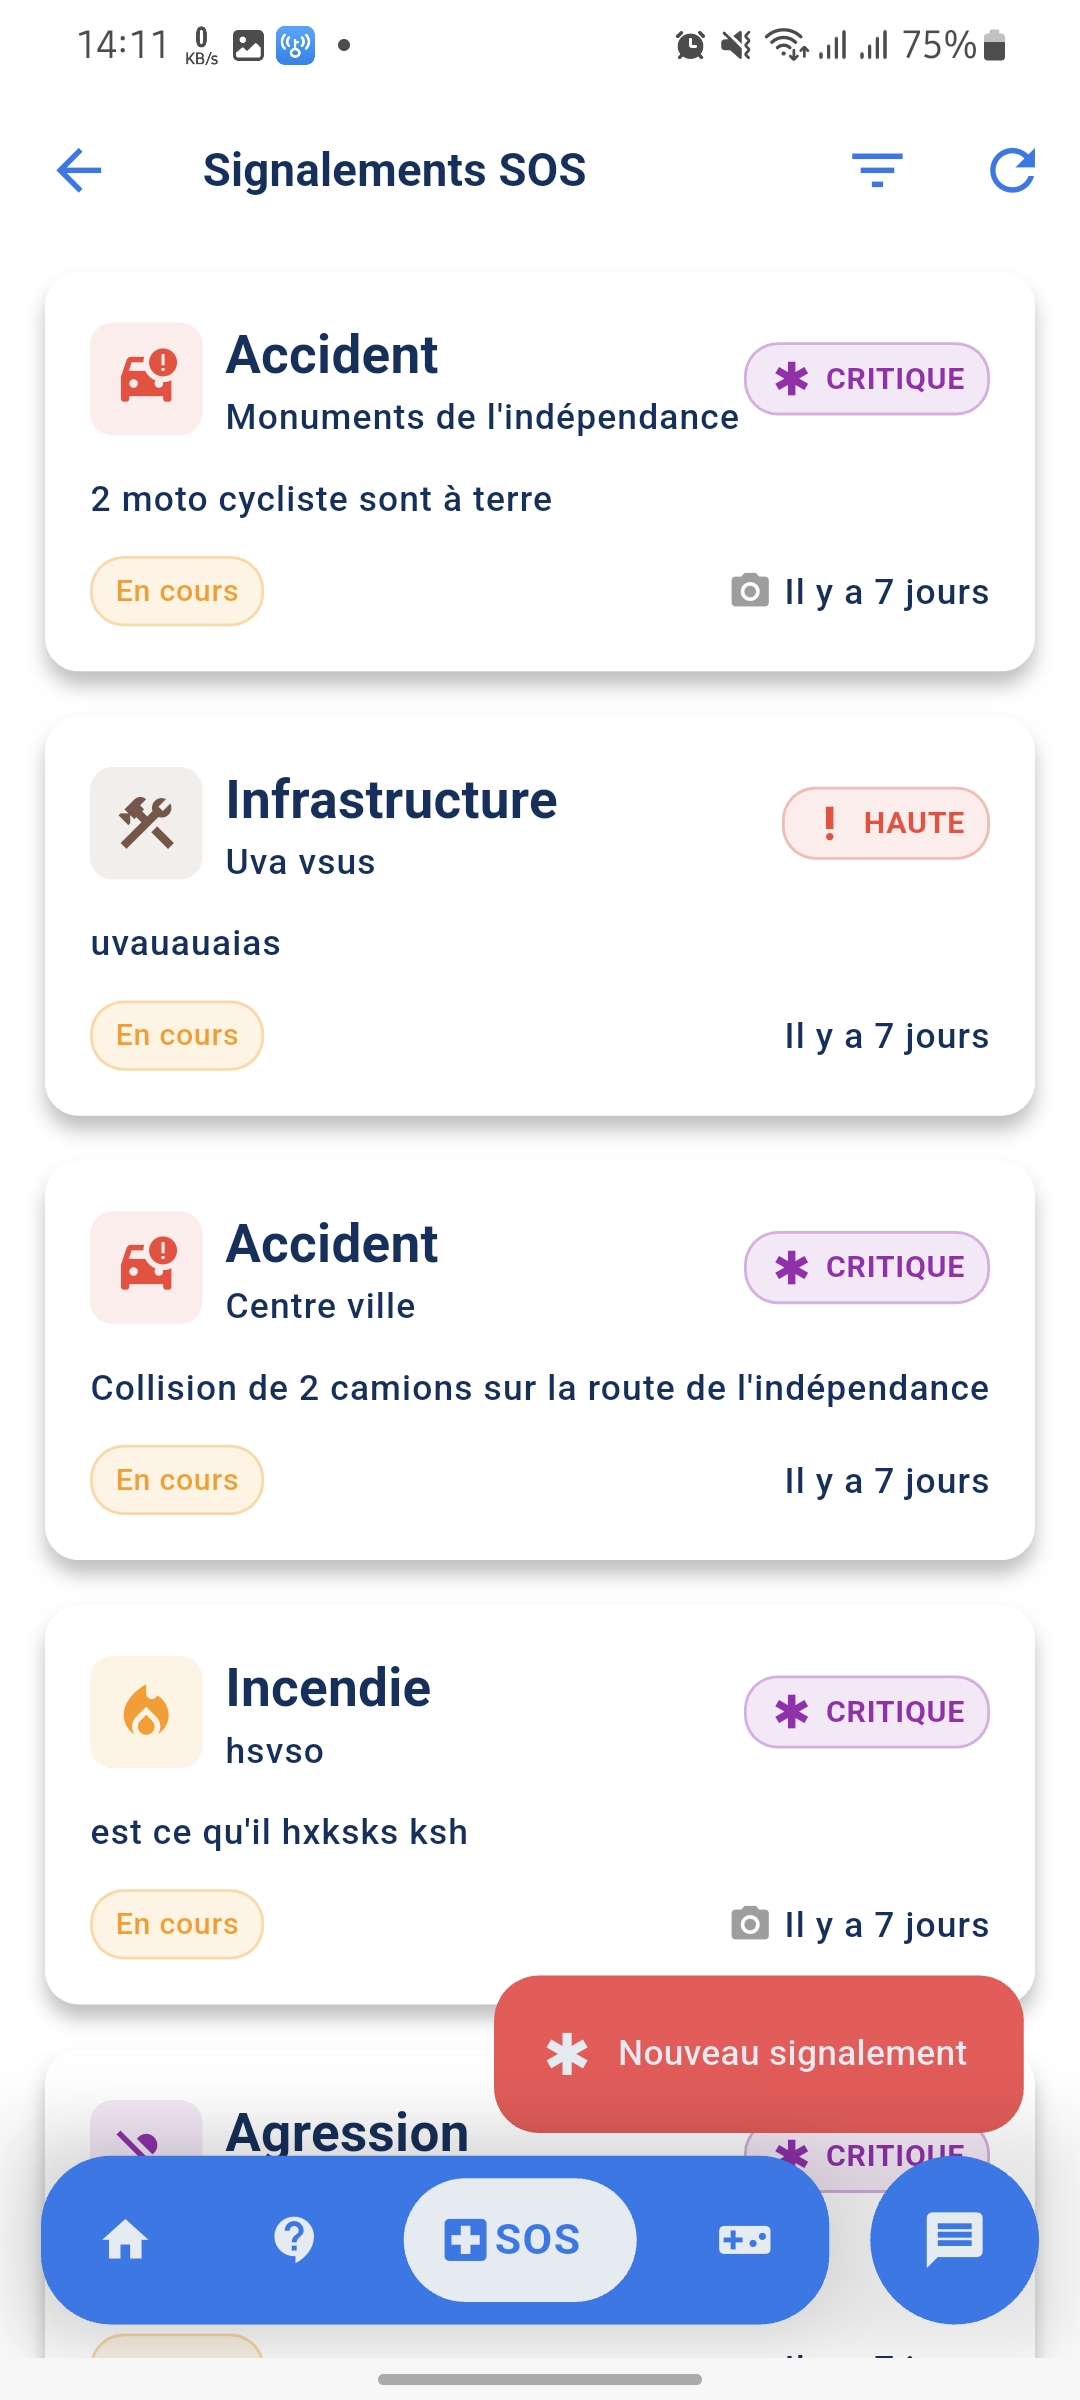 14:11 0 KB/s 75%
Signalements SOS
Accident
CRITIQUE
Monuments de l'indépendance
2 moto cycliste sont à terre
En cours Il y a 7 jours
Infrastructure
HAUTE
Uva vsus
uvauauaias
En cours Il y a 7 jours
Accident
CRITIQUE
Centre ville
Collision de 2 camions sur la route de l'indépendance
En cours Il y a 7 jours
Incendie
CRITIQUE
hsvso
est ce qu'il hxksks ksh
En cours Il y a 7 jours
Nouveau signalement
Agression
CRITIQUE
SOS